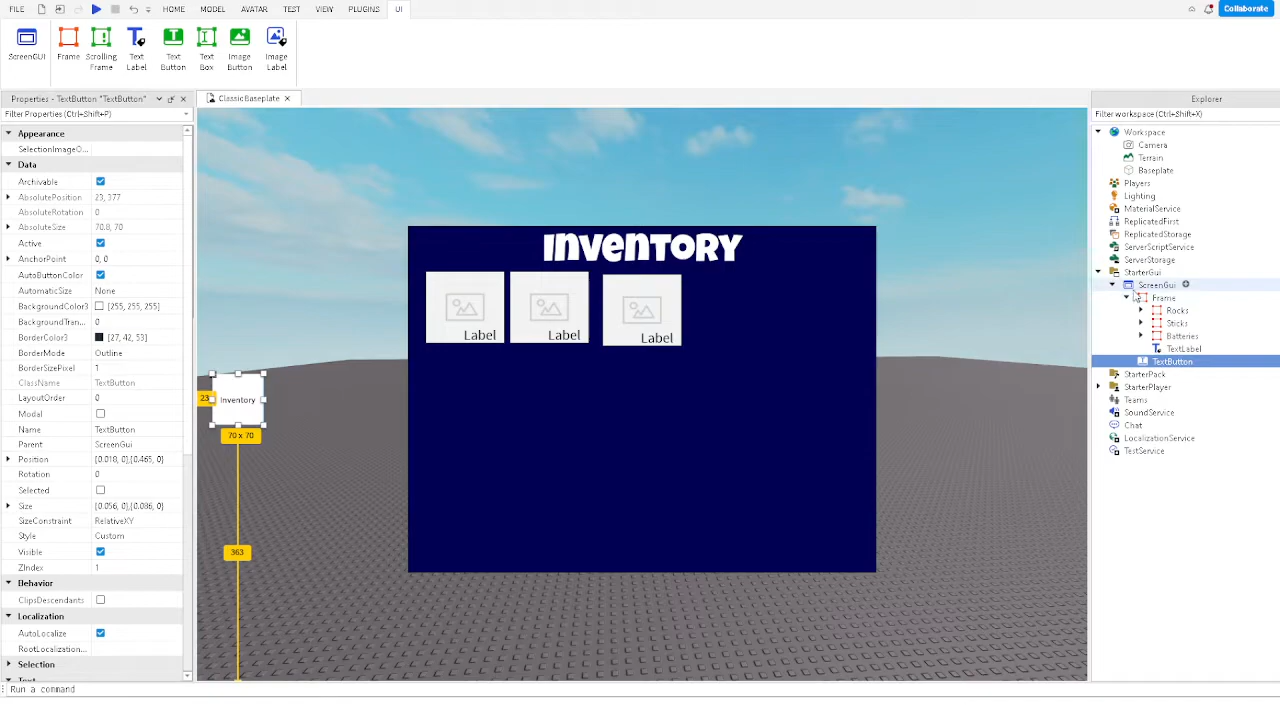 FILE HOME MODEL AVATAR TEST VIEW PLUGINS UI Collaborate
ScreenGUI Frame Scrolling Frame Text Label Text Button Text Box Image Button Image Label
Properties - TextButton "TextButton"
ClassicBaseplate
Explorer
Filter Properties (Ctrl+Shift+P)
Filter workspace (Ctrl+Shift+X)
Appearance
SelectionImageO...
Data
Archivable
AbsolutePosition 23, 377
AbsoluteRotation 0
AbsoluteSize 70.8, 70
Active
AnchorPoint 0, 0
AutoButtonColor
AutomaticSize None
BackgroundColor3 [255, 255, 255]
BackgroundTran... 0
BorderColor3 [27, 42, 53]
BorderMode Outline
BorderSizePixel 1
ClassName TextButton
LayoutOrder 0
Modal
Name TextButton
Parent ScreenGui
Position {0.018, 0},{0.465, 0}
Rotation 0
Selected
Size {0.056, 0},{0.086, 0}
SizeConstraint RelativeXY
Style Custom
Visible
ZIndex 1
Behavior
ClipsDescendants
Localization
AutoLocalize
RootLocalization...
Selection
Text
Inventory
Label Label Label
23
Inventory
70 x 70
363
Workspace
Camera
Terrain
Baseplate
Players
Lighting
MaterialService
ReplicatedFirst
ReplicatedStorage
ServerScriptService
ServerStorage
StarterGui
ScreenGui
Frame
Rocks
Sticks
Batteries
TextLabel
TextButton
StarterPack
StarterPlayer
Teams
SoundService
Chat
LocalizationService
TestService
Run a command